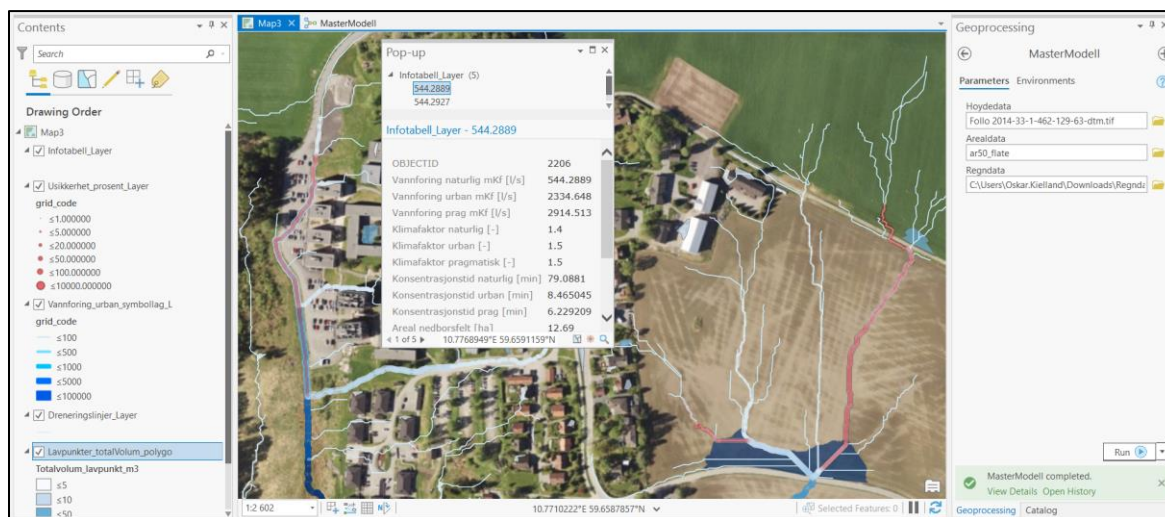 Contents
Search
Drawing Order
Map3
Infotabell_Layer
Usikkerhet_prosent_Layer
grid_code
≤1.000000
≤5.000000
≤20.000000
≤50.000000
≤100.000000
≤10000.000000
Vannforing_urban_symbollag_L
grid_code
≤100
≤500
≤1000
≤5000
≤100000
Dreneringslinjer_Layer
Lavpunkter_totalVolum_polygo
Totalvolum_lavpunkt_m3
≤5
≤10
≤50
Map3
MasterModell
Pop-up
Infotabell_Layer (5)
544.2889
544.2927
Infotabell_Layer - 544.2889
OBJECTID 2206
Vannforing naturlig mKf [l/s] 544.2889
Vannforing urban mKf [l/s] 2334.648
Vannforing prag mKf [l/s] 2914.513
Klimafaktor naturlig [-] 1.4
Klimafaktor urban [-] 1.5
Klimafaktor pragmatisk [-] 1.5
Konsentrasjonstid naturlig [min] 79.0881
Konsentrasjonstid urban [min] 8.465045
Konsentrasjonstid prag [min] 6.229209
Areal nedborsfelt [ha] 12.69
1 of 5 10.7768949°E 59.6591159°N
1:2 602
10.7710222°E 59.6587857°N
Selected Features: 0
Geoprocessing
MasterModell
Parameters Environments
Hoydedata
Follo 2014-33-1-462-129-63-dtm.tif
Arealdata
ar50_flate
Regndata
C:\Users\Oskar.Kielland\Downloads\Regnda
Run
MasterModell completed.
View Details Open History
Geoprocessing Catalog